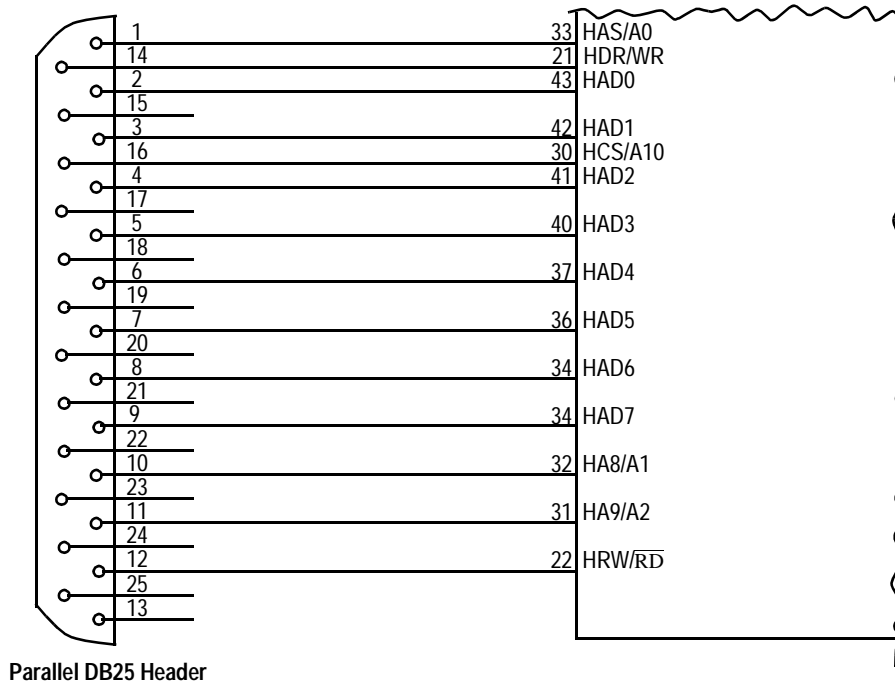 1 33 HAS/A0
14 21 HDR/WR
2 43 HAD0
15
3 42 HAD1
16 30 HCS/A10
4 41 HAD2
17
5 40 HAD3
18
6 37 HAD4
19
7 36 HAD5
20
8 34 HAD6
21
9 34 HAD7
22
10 32 HA8/A1
23
11 31 HA9/A2
24
12 22 HRW/RD
25
13
Parallel DB25 Header